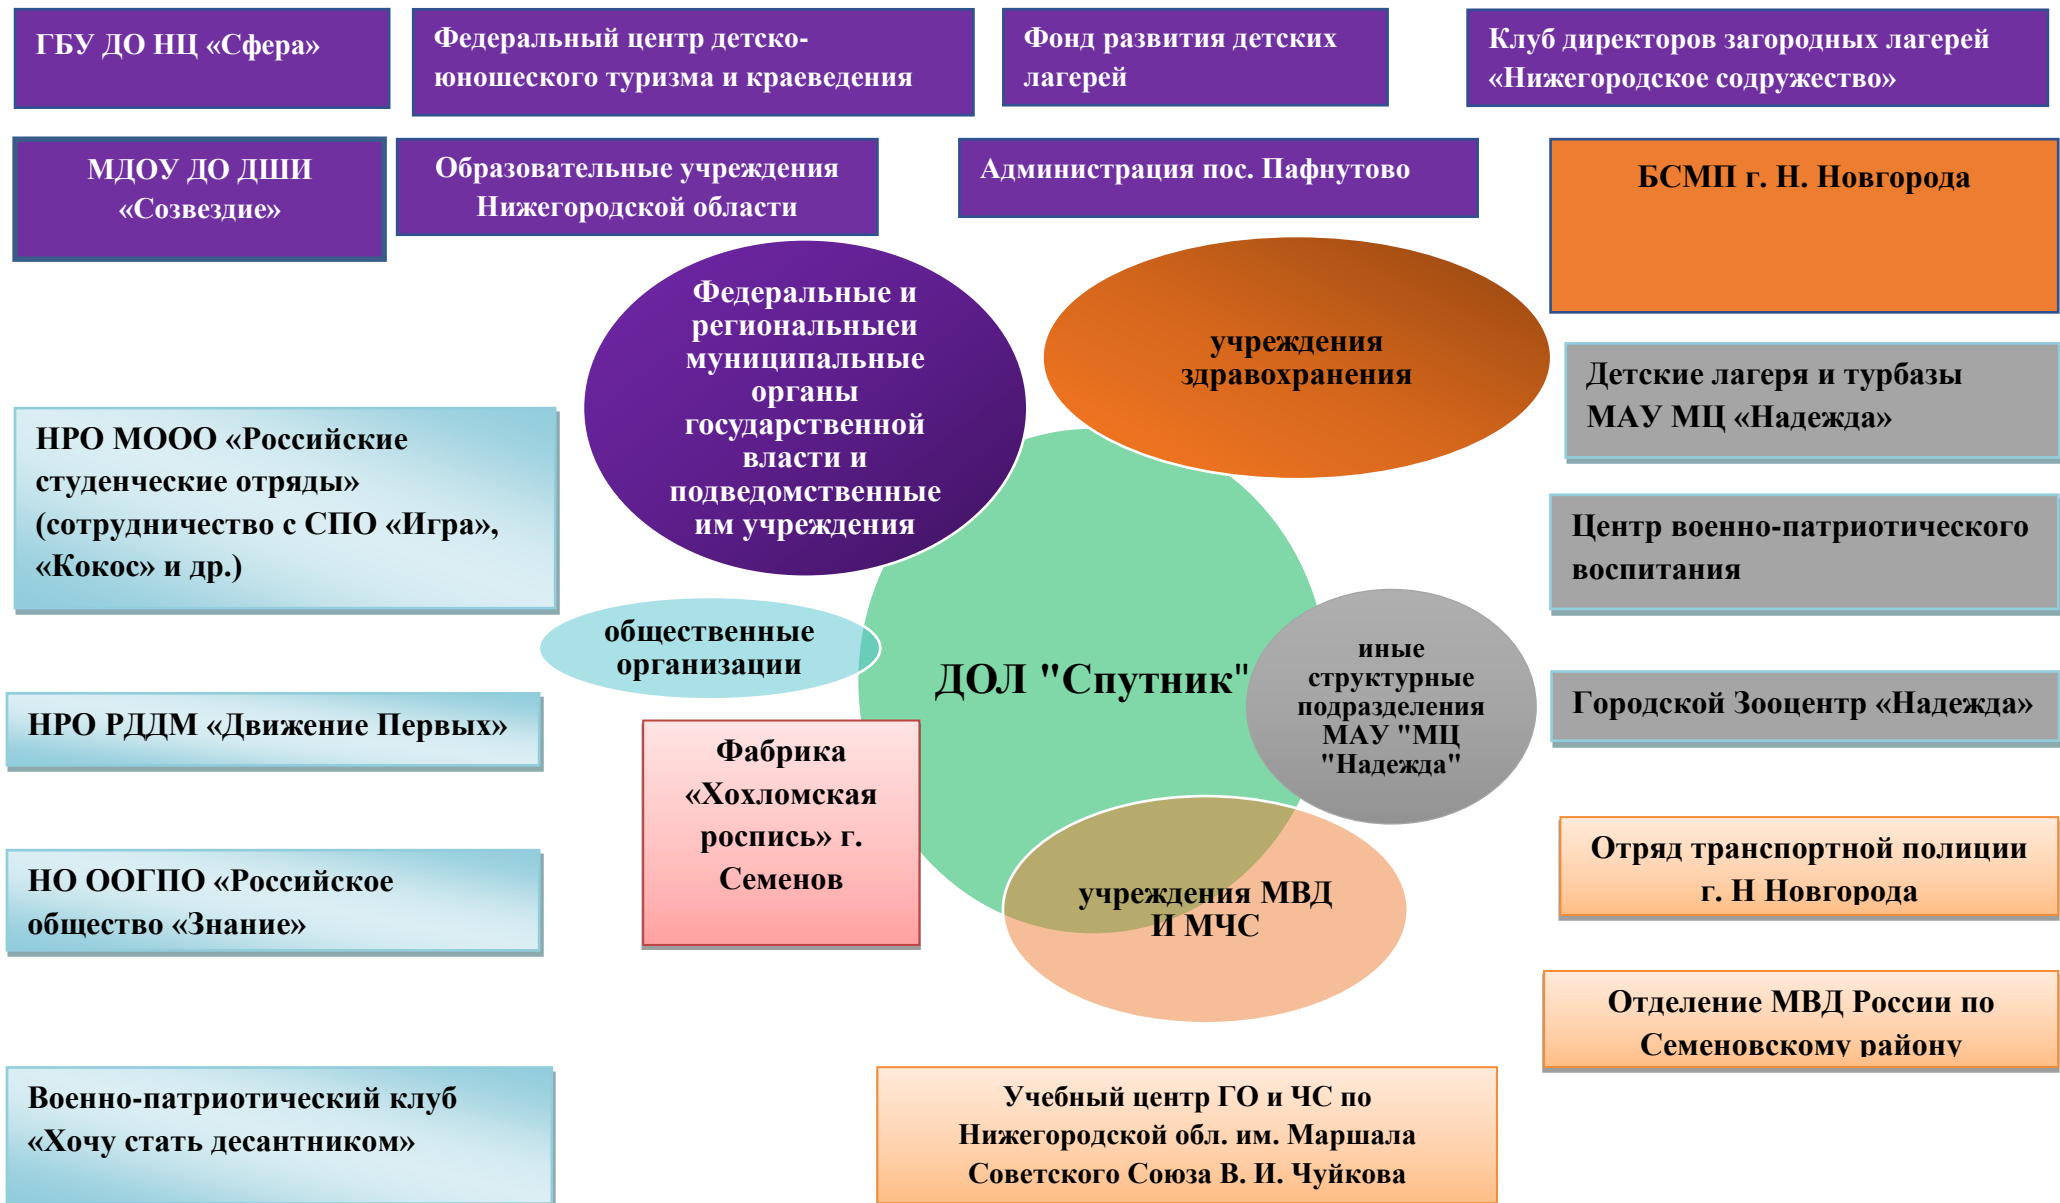 ГБУ ДО НЦ «Сфера»
Федеральный центр детско-
юношеского туризма и краеведения
Фонд развития детских
лагерей
Клуб директоров загородных лагерей
«Нижегородское содружество»
МДОУ ДО ДШИ
«Созвездие»
Образовательные учреждения
Нижегородской области
Администрация пос. Пафнутово
БСМП г. Н. Новгорода
Федеральные и
региональныеи
муниципальные
органы
государственной
власти и
подведомственные
им учреждения
учреждения
здравохранения
Детские лагеря и турбазы
МАУ МЦ «Надежда»
НРО МООО «Российские
студенческие отряды»
(сотрудничество с СПО «Игра»,
«Кокос» и др.)
Центр военно-патриотического
воспитания
общественные
организации
ДОЛ "Спутник"
иные
структурные
подразделения
МАУ "МЦ
"Надежда"
Городской Зооцентр «Надежда»
НРО РДДМ «Движение Первых»
Фабрика
«Хохломская
роспись» г.
Семенов
НО ООГПО «Российское
общество «Знание»
учреждения МВД
И МЧС
Отряд транспортной полиции
г. Н Новгорода
Отделение МВД России по
Семеновскому району
Военно-патриотический клуб
«Хочу стать десантником»
Учебный центр ГО и ЧС по
Нижегородской обл. им. Маршала
Советского Союза В. И. Чуйкова